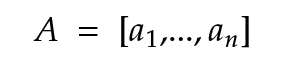 A = [a₁,..., aₙ]